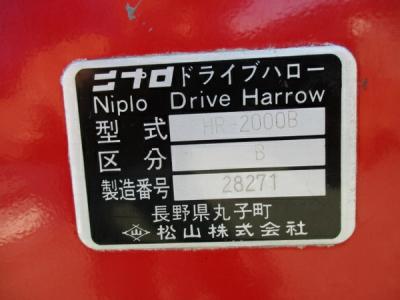 ニプロ ドライブハロー
Niplo Drive Harrow
型式 HR-2000B
区分 B
製造番号 28271
長野県丸子町
松山株式会社